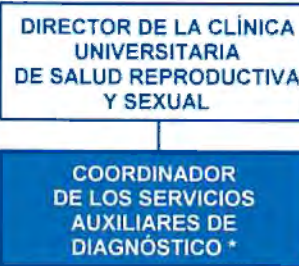 DIRECTOR DE LA CLÍNICA
UNIVERSITARIA
DE SALUD REPRODUCTIVA
Y SEXUAL
COORDINADOR
DE LOS SERVICIOS
AUXILIARES DE
DIAGNÓSTICO *